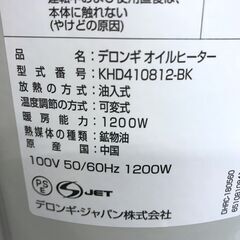 本体に触れない
(やけどの原因)
品名：デロンギ オイルヒーター
型式番号：KHD410812-BK
放熱の方式：油入式
温度調節方式：可変式
暖房能力：1200W
熱媒体の種類：鉱物油
原産国：中国
100V 50/60Hz 1200W
PSE JET
デロンギ・ジャパン株式会社
DHRC-180560